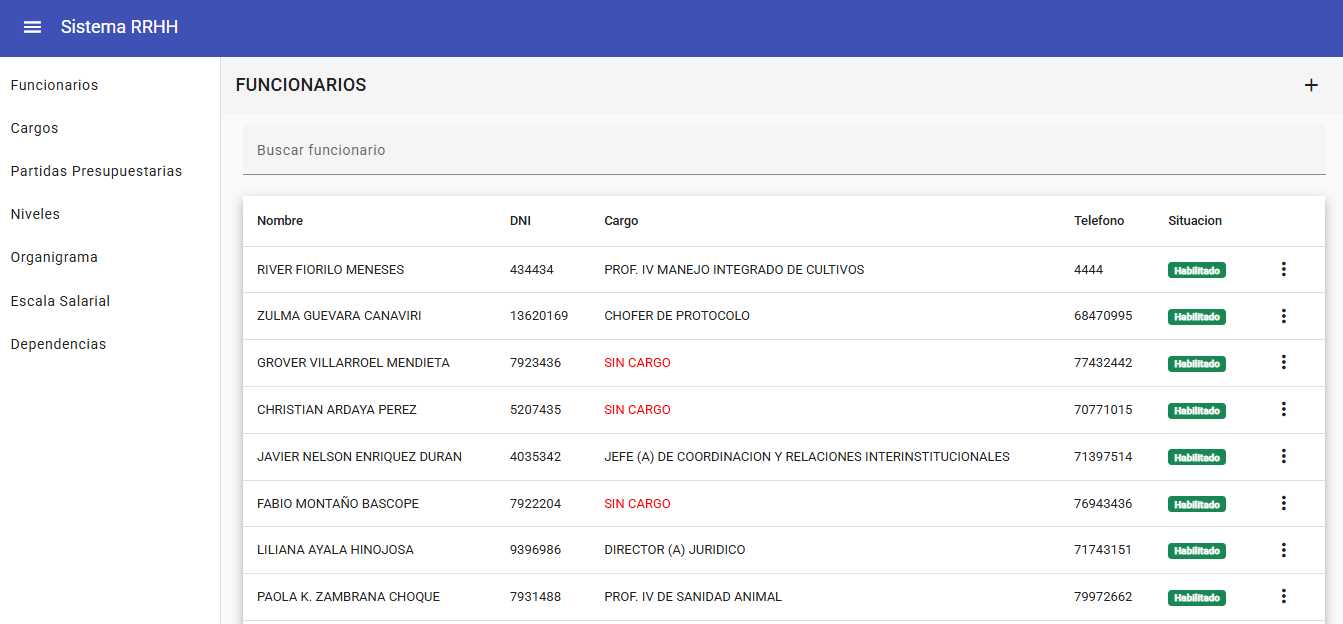 Sistema RRHH
Funcionarios
Cargos
Partidas Presupuestarias
Niveles
Organigrama
Escala Salarial
Dependencias
FUNCIONARIOS
Buscar funcionario
Nombre DNI Cargo Telefono Situacion
RIVER FIORILO MENESES 434434 PROF. IV MANEJO INTEGRADO DE CULTIVOS 4444 Habilitado
ZULMA GUEVARA CANAVIRI 13620169 CHOFER DE PROTOCOLO 68470995 Habilitado
GROVER VILLARROEL MENDIETA 7923436 SIN CARGO 77432442 Habilitado
CHRISTIAN ARDAYA PEREZ 5207435 SIN CARGO 70771015 Habilitado
JAVIER NELSON ENRIQUEZ DURAN 4035342 JEFE (A) DE COORDINACION Y RELACIONES INTERINSTITUCIONALES 71397514 Habilitado
FABIO MONTAÑO BASCOPE 7922204 SIN CARGO 76943436 Habilitado
LILIANA AYALA HINOJOSA 9396986 DIRECTOR (A) JURIDICO 71743151 Habilitado
PAOLA K. ZAMBRANA CHOQUE 7931488 PROF. IV DE SANIDAD ANIMAL 79972662 Habilitado